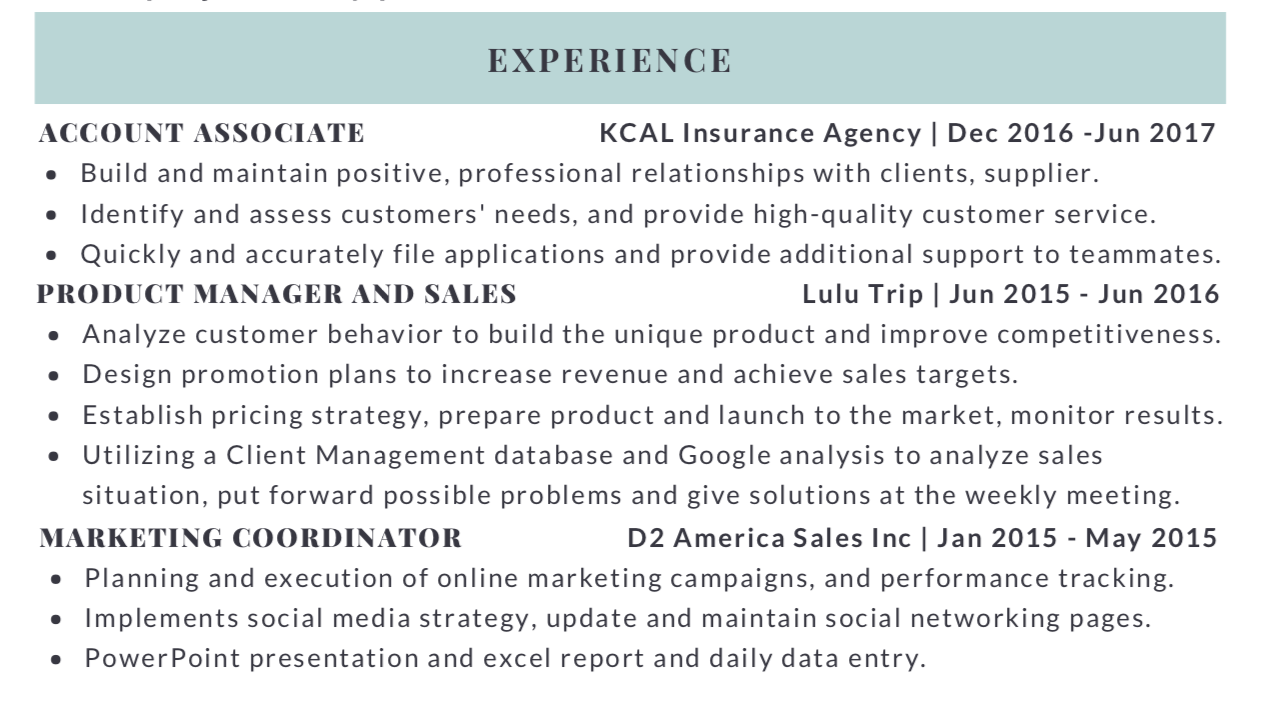 EXPERIENCE
ACCOUNT ASSOCIATE KCAL Insurance Agency | Dec 2016 -Jun 2017
• Build and maintain positive, professional relationships with clients, supplier.
• Identify and assess customers' needs, and provide high-quality customer service.
• Quickly and accurately file applications and provide additional support to teammates.
PRODUCT MANAGER AND SALES Lulu Trip | Jun 2015 - Jun 2016
• Analyze customer behavior to build the unique product and improve competitiveness.
• Design promotion plans to increase revenue and achieve sales targets.
• Establish pricing strategy, prepare product and launch to the market, monitor results.
• Utilizing a Client Management database and Google analysis to analyze sales
situation, put forward possible problems and give solutions at the weekly meeting.
MARKETING COORDINATOR D2 America Sales Inc | Jan 2015 - May 2015
• Planning and execution of online marketing campaigns, and performance tracking.
• Implements social media strategy, update and maintain social networking pages.
• PowerPoint presentation and excel report and daily data entry.